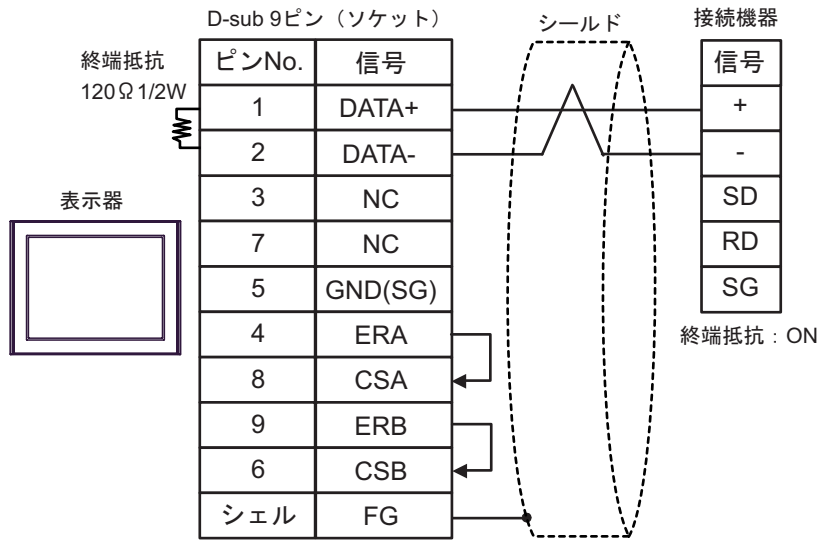 D-sub 9ピン（ソケット）
シールド
接続機器
終端抵抗
120Ω1/2W
ピンNo. 信号
信号
1 DATA+
+
2 DATA-
-
表示器
3 NC
SD
7 NC
RD
5 GND(SG)
SG
4 ERA
終端抵抗：ON
8 CSA
9 ERB
6 CSB
シェル FG